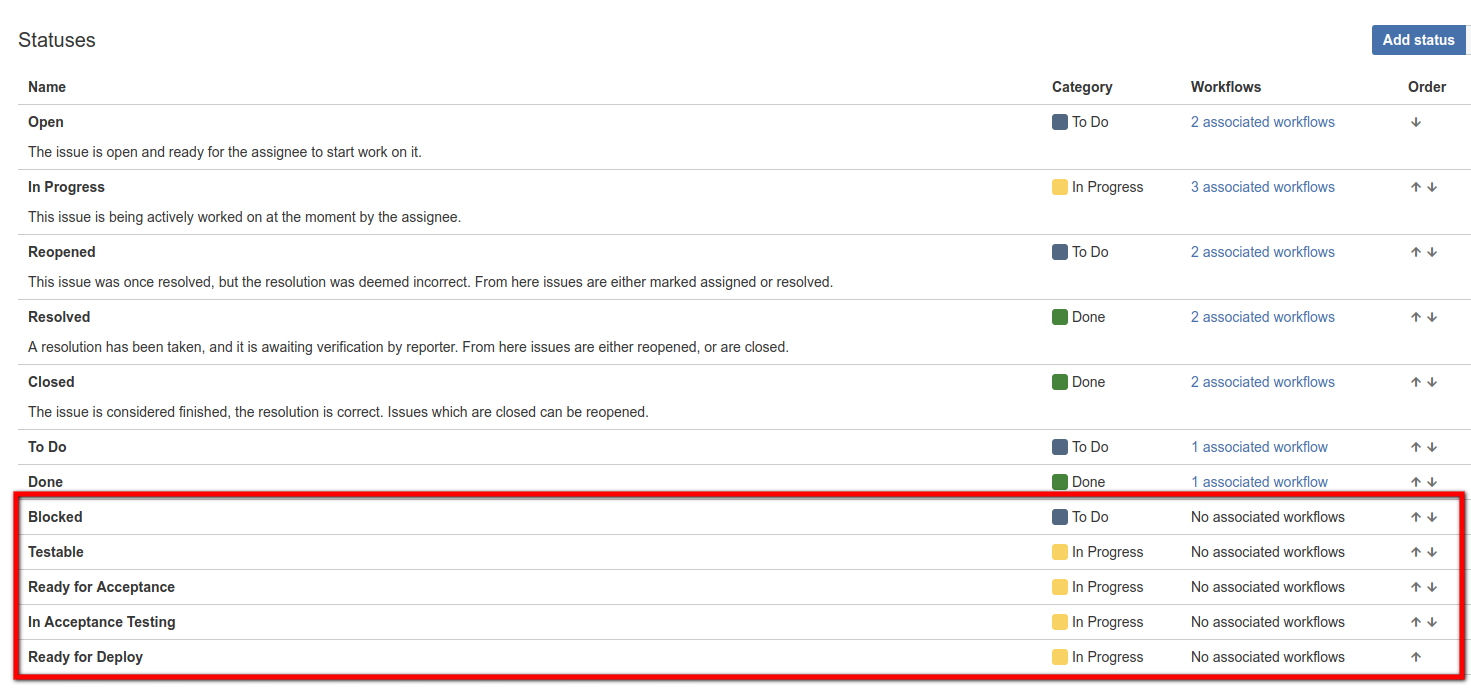 Statuses
Add status
Name Category Workflows Order
Open To Do 2 associated workflows
The issue is open and ready for the assignee to start work on it.
In Progress In Progress 3 associated workflows
This issue is being actively worked on at the moment by the assignee.
Reopened To Do 2 associated workflows
This issue was once resolved, but the resolution was deemed incorrect. From here issues are either marked assigned or resolved.
Resolved Done 2 associated workflows
A resolution has been taken, and it is awaiting verification by reporter. From here issues are either reopened, or are closed.
Closed Done 2 associated workflows
The issue is considered finished, the resolution is correct. Issues which are closed can be reopened.
To Do To Do 1 associated workflow
Done Done 1 associated workflow
Blocked To Do No associated workflows
Testable In Progress No associated workflows
Ready for Acceptance In Progress No associated workflows
In Acceptance Testing In Progress No associated workflows
Ready for Deploy In Progress No associated workflows